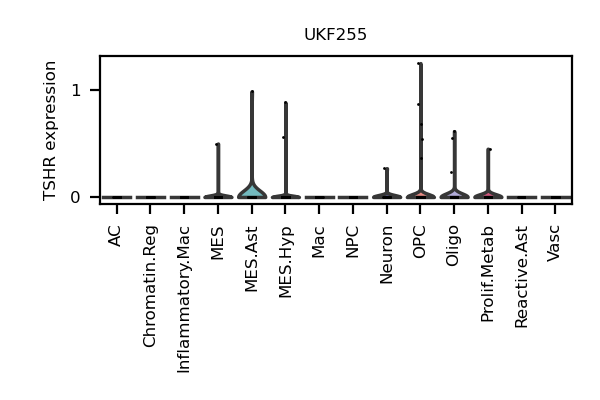 UKF255
TSHR expression
1
0
AC
Chromatin.Reg
Inflammatory.Mac
MES
MES.Ast
MES.Hyp
Mac
NPC
Neuron
OPC
Oligo
Prolif.Metab
Reactive.Ast
Vasc